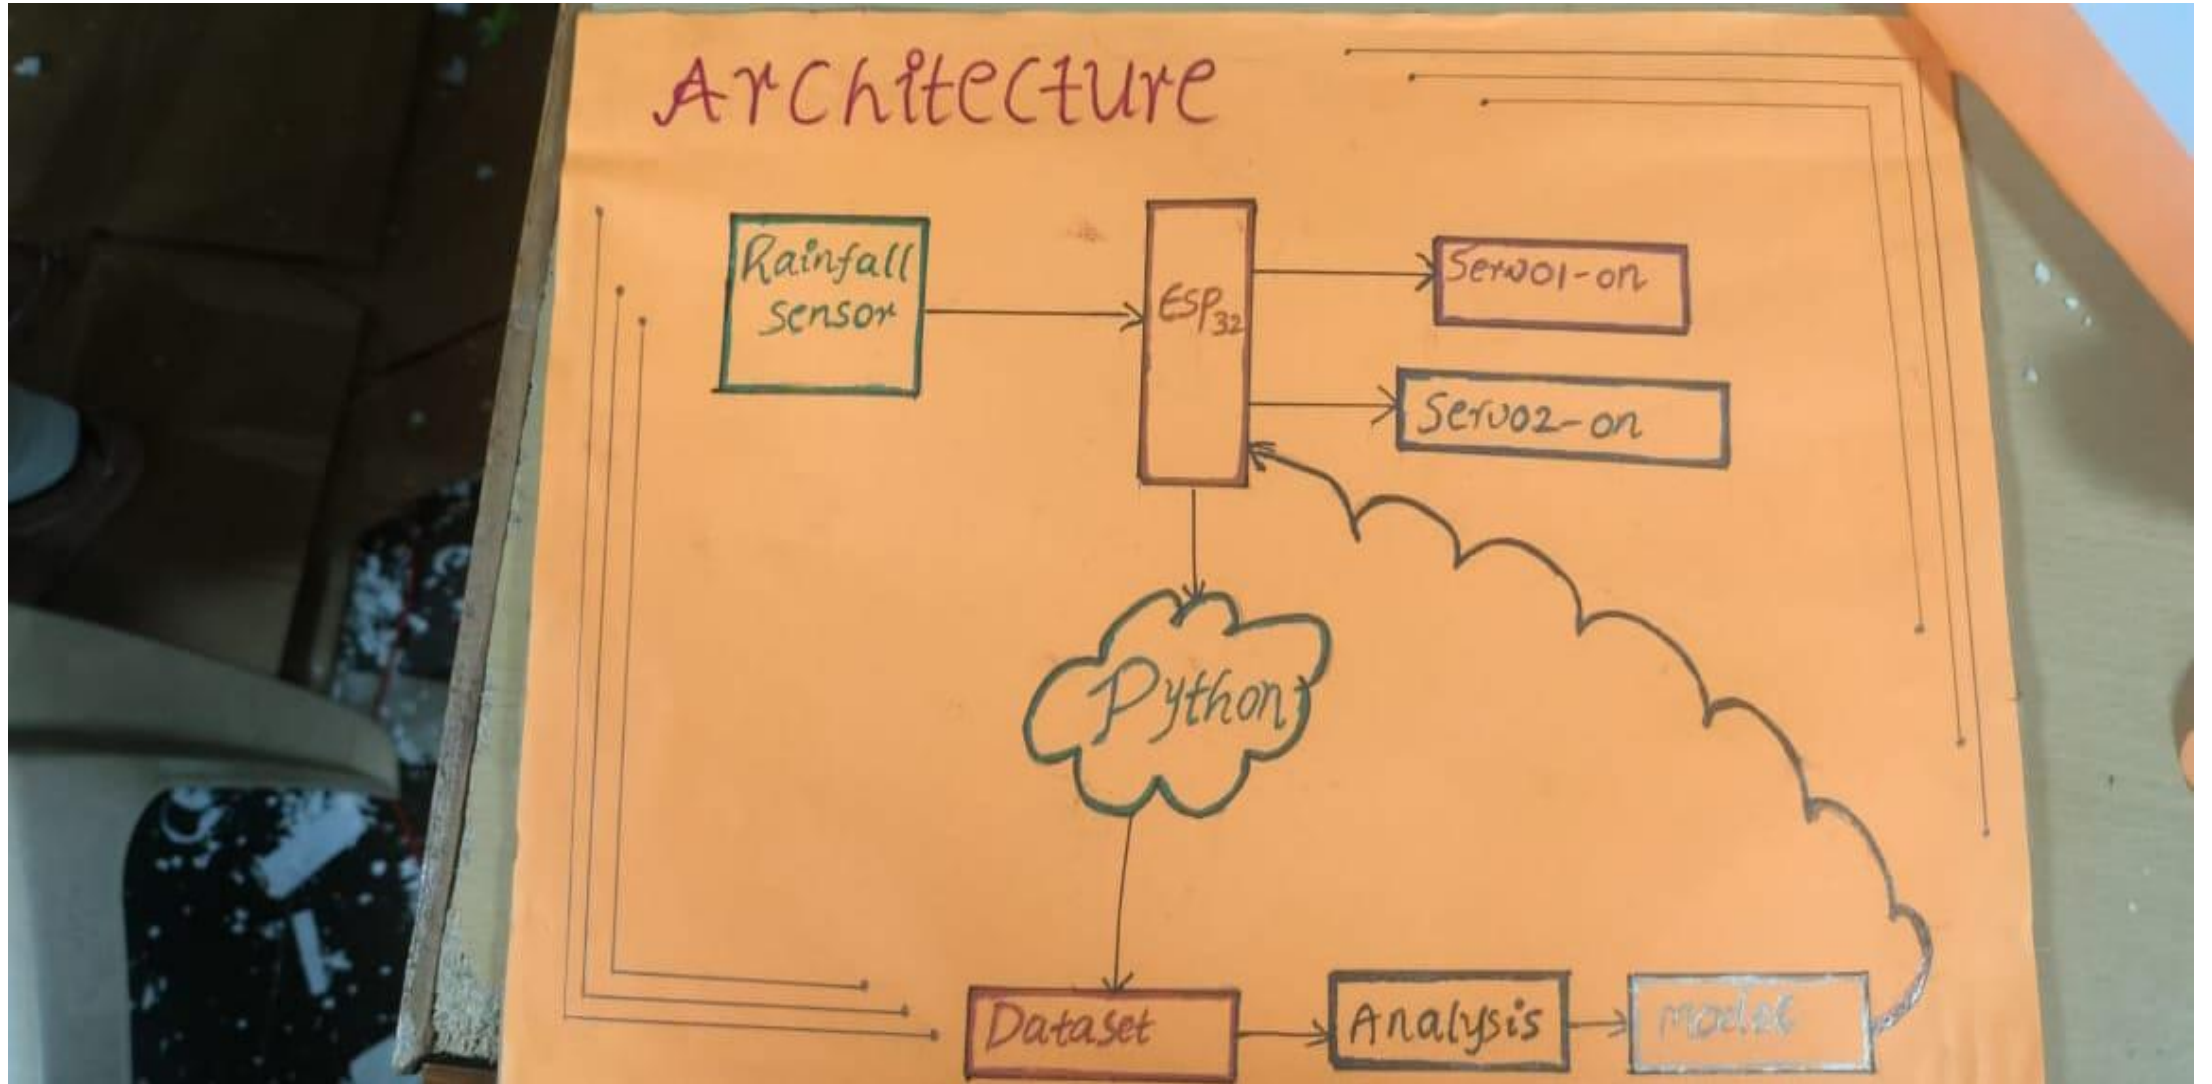 Architecture
Rainfall
sensor
ESP32
Servo1-on
Servo2-on
Python
Dataset
Analysis
Model